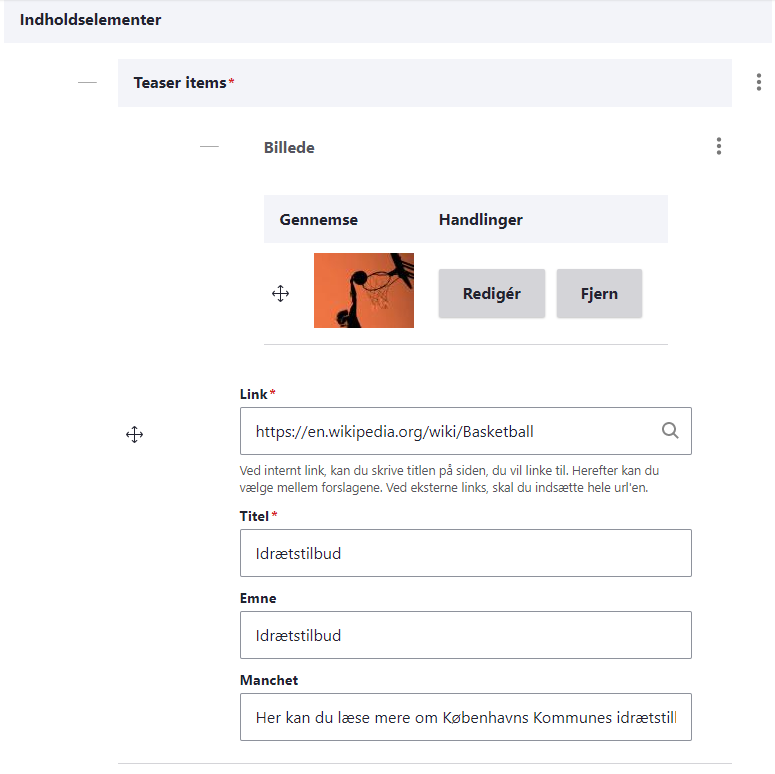 Indholdselementer
Teaser items*
Billede
Gennemse Handlinger
Redigér Fjern
Link*
https://en.wikipedia.org/wiki/Basketball
Ved internt link, kan du skrive titlen på siden, du vil linke til. Herefter kan du
vælge mellem forslagene. Ved eksterne links, skal du indsætte hele url'en.
Titel*
Idrætstilbud
Emne
Idrætstilbud
Manchet
Her kan du læse mere om Københavns Kommunes